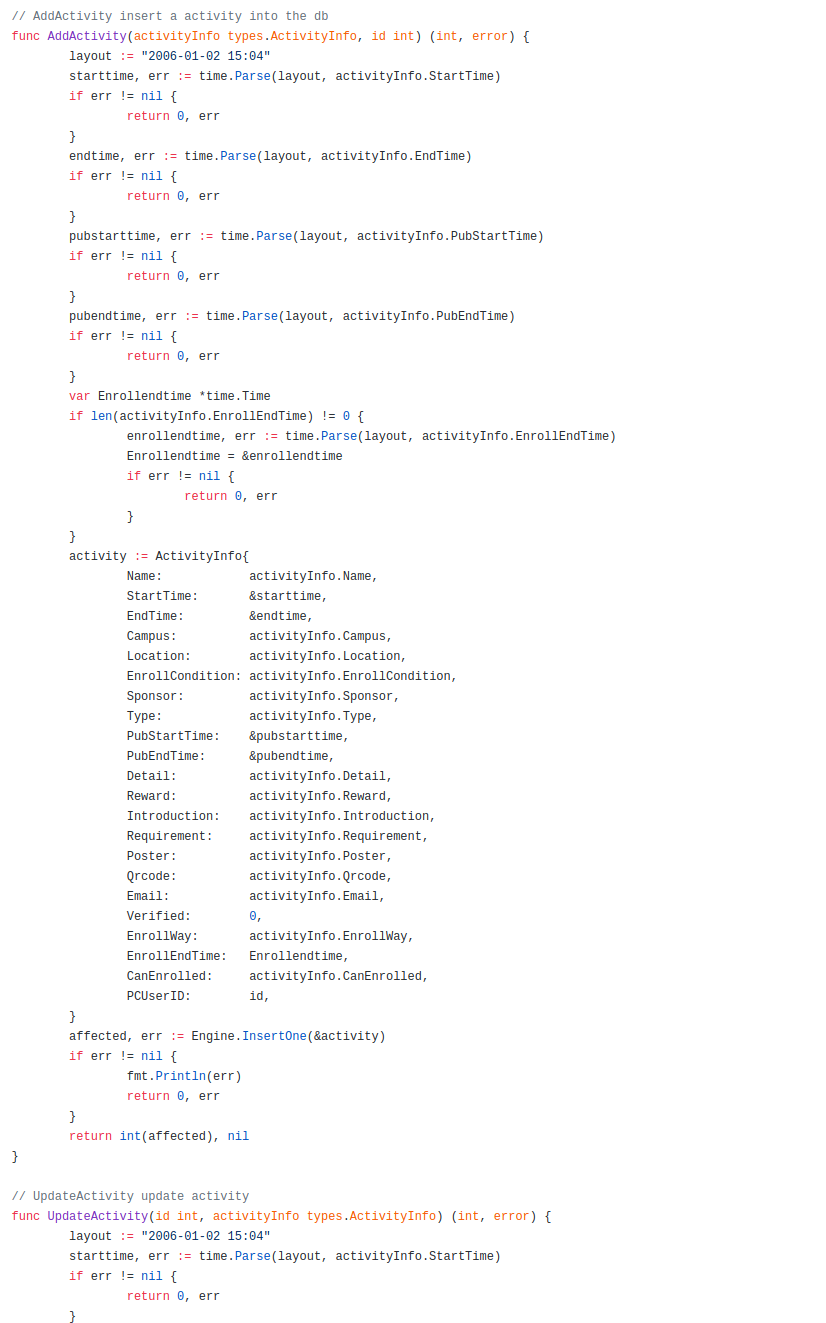 // AddActivity insert a activity into the db
func AddActivity(activityInfo types.ActivityInfo, id int) (int, error) {
        layout := "2006-01-02 15:04"
        starttime, err := time.Parse(layout, activityInfo.StartTime)
        if err != nil {
                return 0, err
        }
        endtime, err := time.Parse(layout, activityInfo.EndTime)
        if err != nil {
                return 0, err
        }
        pubstarttime, err := time.Parse(layout, activityInfo.PubStartTime)
        if err != nil {
                return 0, err
        }
        pubendtime, err := time.Parse(layout, activityInfo.PubEndTime)
        if err != nil {
                return 0, err
        }
        var Enrollendtime *time.Time
        if len(activityInfo.EnrollEndTime) != 0 {
                enrollendtime, err := time.Parse(layout, activityInfo.EnrollEndTime)
                Enrollendtime = &enrollendtime
                if err != nil {
                        return 0, err
                }
        }
        activity := ActivityInfo{
                Name:            activityInfo.Name,
                StartTime:       &starttime,
                EndTime:         &endtime,
                Campus:          activityInfo.Campus,
                Location:        activityInfo.Location,
                EnrollCondition: activityInfo.EnrollCondition,
                Sponsor:         activityInfo.Sponsor,
                Type:            activityInfo.Type,
                PubStartTime:    &pubstarttime,
                PubEndTime:      &pubendtime,
                Detail:          activityInfo.Detail,
                Reward:          activityInfo.Reward,
                Introduction:    activityInfo.Introduction,
                Requirement:     activityInfo.Requirement,
                Poster:          activityInfo.Poster,
                Qrcode:          activityInfo.Qrcode,
                Email:           activityInfo.Email,
                Verified:        0,
                EnrollWay:       activityInfo.EnrollWay,
                EnrollEndTime:   Enrollendtime,
                CanEnrolled:     activityInfo.CanEnrolled,
                PCUserID:        id,
        }
        affected, err := Engine.InsertOne(&activity)
        if err != nil {
                fmt.Println(err)
                return 0, err
        }
        return int(affected), nil
}

// UpdateActivity update activity
func UpdateActivity(id int, activityInfo types.ActivityInfo) (int, error) {
        layout := "2006-01-02 15:04"
        starttime, err := time.Parse(layout, activityInfo.StartTime)
        if err != nil {
                return 0, err
        }